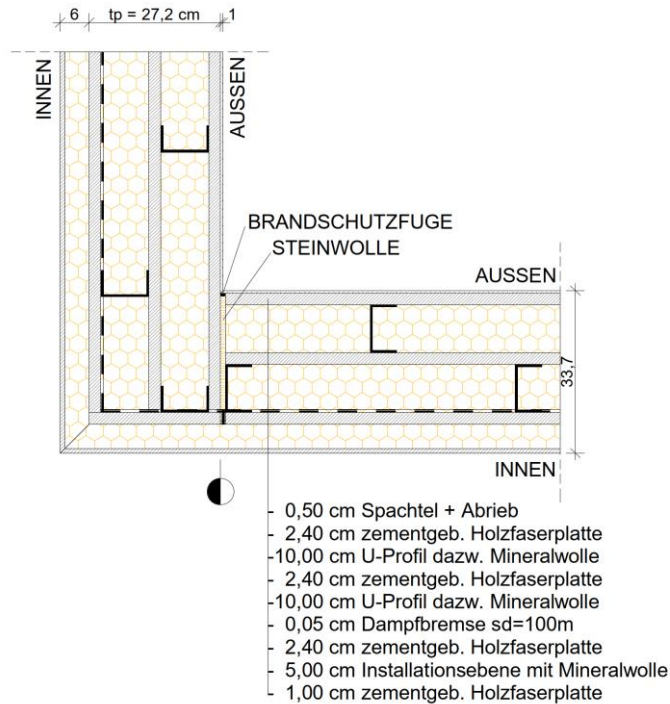 6 tp = 27,2 cm 1
INNEN
AUSSEN
BRANDSCHUTZFUGE
STEINWOLLE
AUSSEN
33,7
INNEN
- 0,50 cm Spachtel + Abrieb
- 2,40 cm zementgeb. Holzfaserplatte
-10,00 cm U-Profil dazw. Mineralwolle
- 2,40 cm zementgeb. Holzfaserplatte
-10,00 cm U-Profil dazw. Mineralwolle
- 0,05 cm Dampfbremse sd=100m
- 2,40 cm zementgeb. Holzfaserplatte
- 5,00 cm Installationsebene mit Mineralwolle
- 1,00 cm zementgeb. Holzfaserplatte